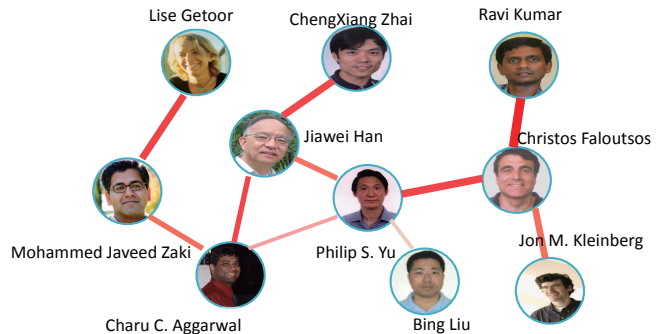 Lise Getoor
ChengXiang Zhai
Ravi Kumar
Jiawei Han
Christos Faloutsos
Mohammed Javeed Zaki
Philip S. Yu
Jon M. Kleinberg
Charu C. Aggarwal
Bing Liu